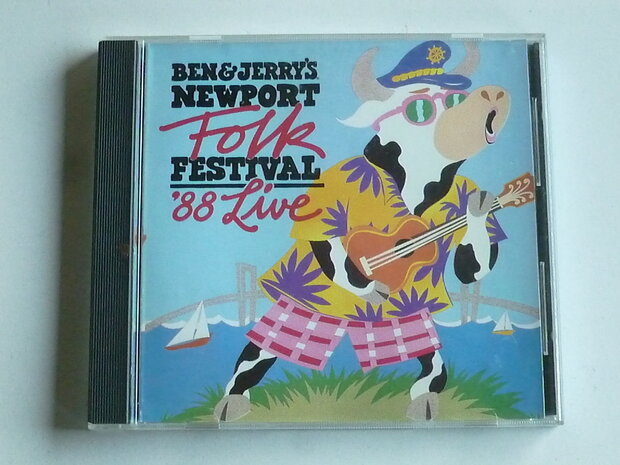 BEN & JERRY'S
NEWPORT
Folk
FESTIVAL
'88 Live